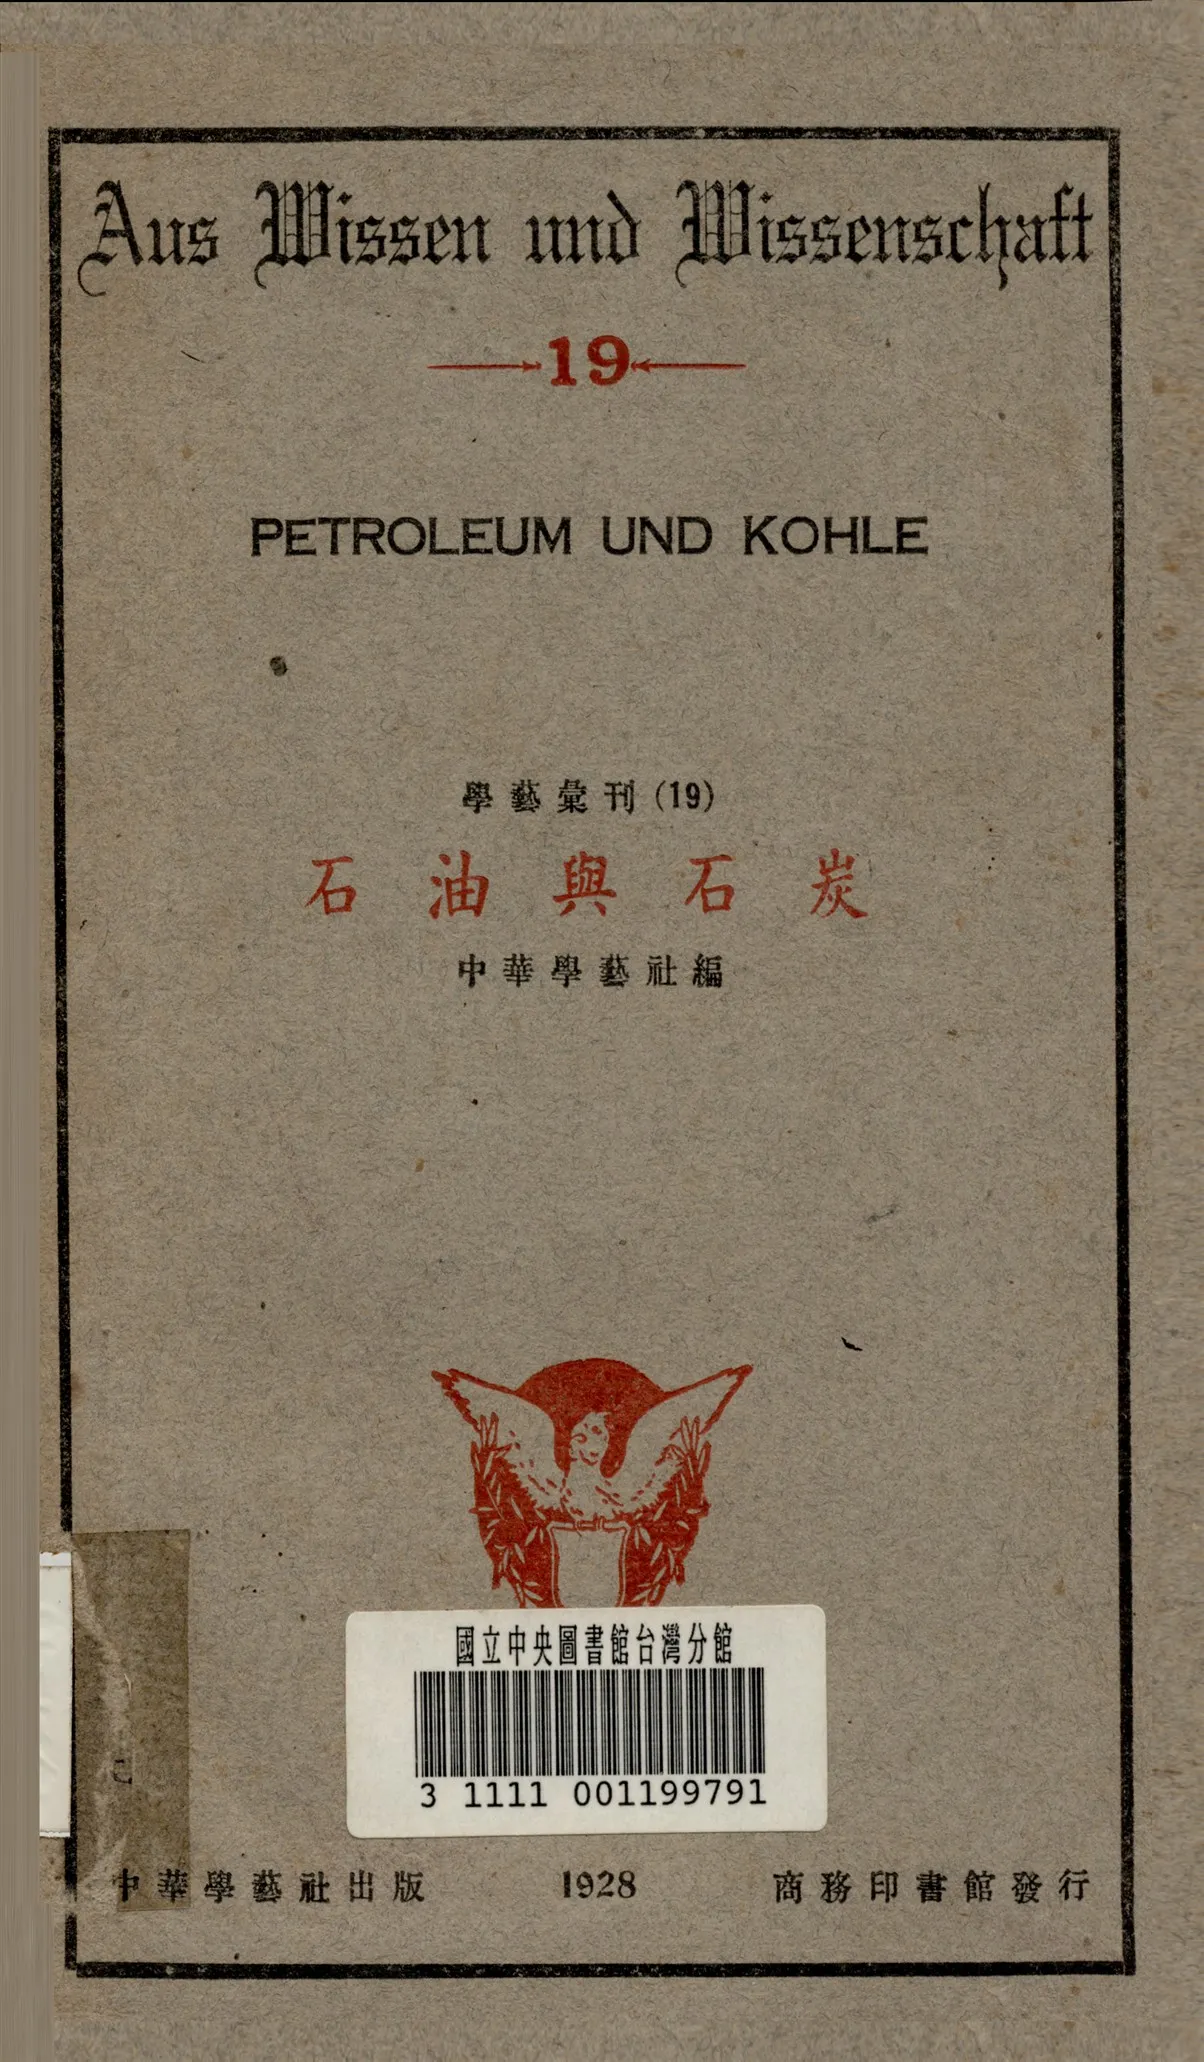 Aus Wissen und Wissenschaft
19
PETROLEUM UND KOHLE
學藝彙刊(19)
石油與石炭
中華學藝社編
國立中央圖書館台灣分館
3 1111 001199791
中華學藝社出版 1928 商務印書館發行